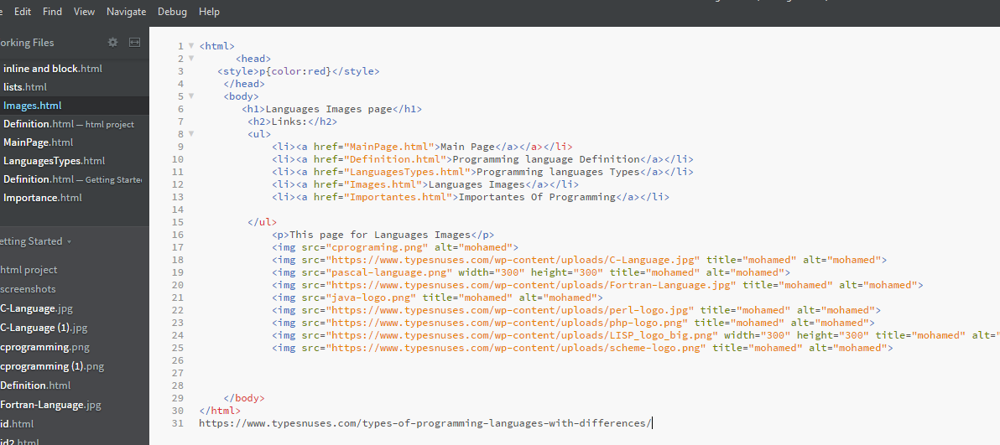 Edit Find View Navigate Debug Help
orking Files
inline and block.html
lists.html
Images.html
Definition.html — html project
MainPage.html
LanguagesTypes.html
Definition.html — Getting Starte
Importance.html
etting Started
html project
screenshots
C-Language.jpg
C-Language (1).jpg
cprogramming.png
cprogramming (1).png
Definition.html
Fortran-Language.jpg
id.html
id2.html
1 <html>
2 <head>
3 <style>p{color:red}</style>
4 </head>
5 <body>
6 <h1>Languages Images page</h1>
7 <h2>Links:</h2>
8 <ul>
9 <li><a href="MainPage.html">Main Page</a></a></li>
10 <li><a href="Definition.html">Programming language Definition</a></li>
11 <li><a href="LanguagesTypes.html">Programming languages Types</a></li>
12 <li><a href="Images.html">Languages Images</a></li>
13 <li><a href="Importantes.html">Importantes Of Programming</a></li>
14
15 </ul>
16 <p>This page for Languages Images</p>
17 <img src="cprograming.png" alt="mohamed">
18 <img src="https://www.typesnuses.com/wp-content/uploads/C-Language.jpg" title="mohamed" alt="mohamed">
19 <img src="pascal-language.png" width="300" height="300" title="mohamed" alt="mohamed">
20 <img src="https://www.typesnuses.com/wp-content/uploads/Fortran-Language.jpg" title="mohamed" alt="mohamed">
21 <img src="java-logo.png" title="mohamed" alt="mohamed">
22 <img src="https://www.typesnuses.com/wp-content/uploads/perl-logo.jpg" title="mohamed" alt="mohamed">
23 <img src="https://www.typesnuses.com/wp-content/uploads/php-logo.png" title="mohamed" alt="mohamed">
24 <img src="https://www.typesnuses.com/wp-content/uploads/LISP_logo_big.png" width="300" height="300" title="mohamed" alt="
25 <img src="https://www.typesnuses.com/wp-content/uploads/scheme-logo.png" title="mohamed" alt="mohamed">
26
27
28
29 </body>
30 </html>
31 https://www.typesnuses.com/types-of-programming-languages-with-differences/